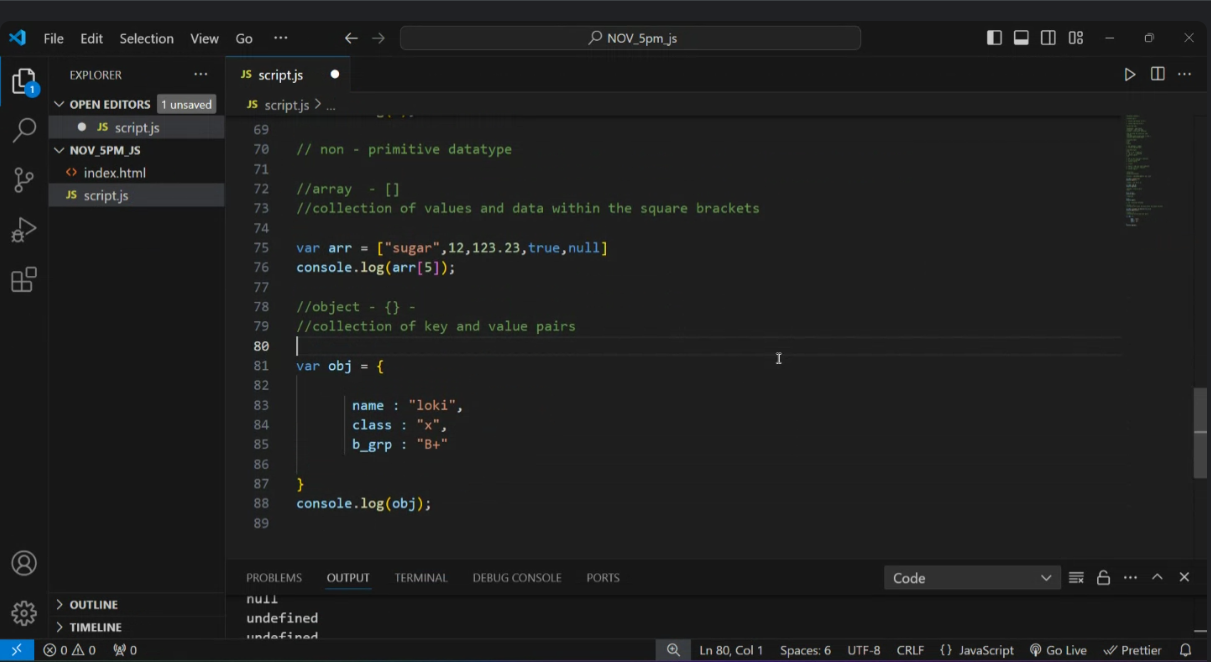 File Edit Selection View Go ···
NOV_5pm_js
EXPLORER ···
JS script.js
JS script.js > ...
OPEN EDITORS 1 unsaved
JS script.js
NOV_5PM_JS
<> index.html
JS script.js
1
69
70 // non - primitive datatype
71
72 //array  - []
73 //collection of values and data within the square brackets
74
75 var arr = ["sugar",12,123.23,true,null]
76 console.log(arr[5]);
77
78 //object - {} -
79 //collection of key and value pairs
80
81 var obj = {
82
83 name : "loki",
84 class : "x",
85 b_grp : "B+"
86
87 }
88 console.log(obj);
89
PROBLEMS OUTPUT TERMINAL DEBUG CONSOLE PORTS Code
null
undefined
undefined
OUTLINE
TIMELINE
0 0 0 Ln 80, Col 1 Spaces: 6 UTF-8 CRLF {} JavaScript Go Live Prettier